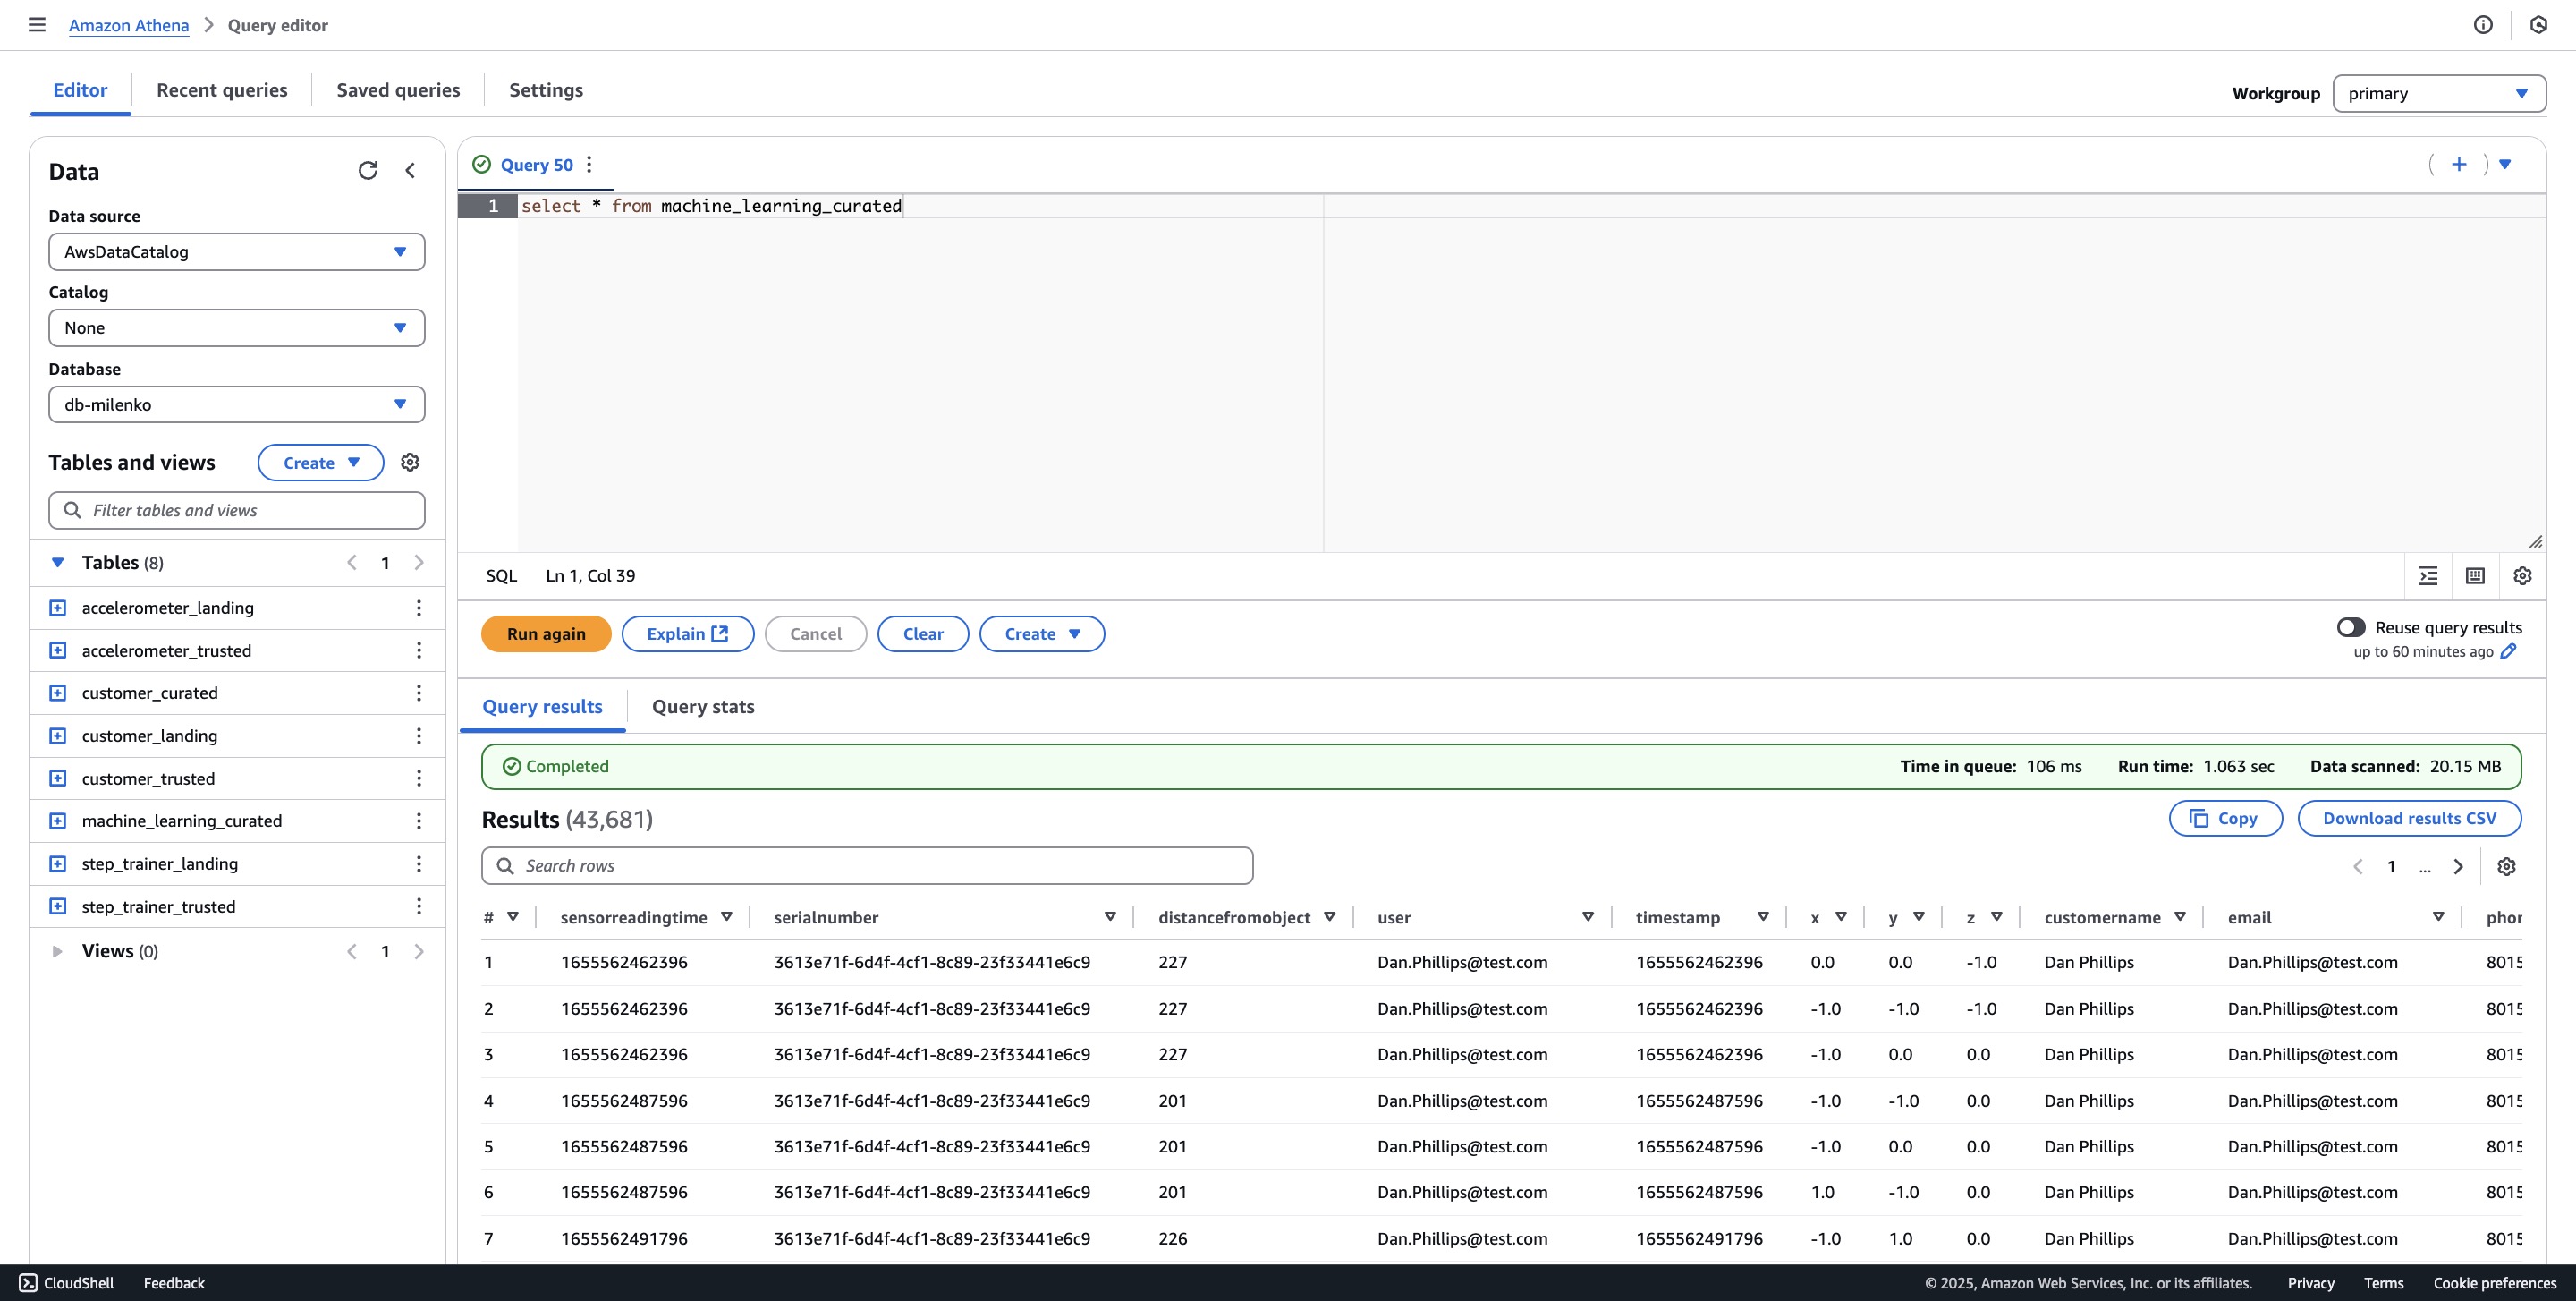 Amazon Athena > Query editor
Editor Recent queries Saved queries Settings
Workgroup primary
Data
Data source
AwsDataCatalog
Catalog
None
Database
db-milenko
Tables and views Create
Filter tables and views
Tables (8) 1
accelerometer_landing
accelerometer_trusted
customer_curated
customer_landing
customer_trusted
machine_learning_curated
step_trainer_landing
step_trainer_trusted
Views (0) 1
Query 50
1 select * from machine_learning_curated
SQL Ln 1, Col 39
Run again Explain Cancel Clear Create
Reuse query results
up to 60 minutes ago
Query results Query stats
Completed Time in queue: 106 ms Run time: 1.063 sec Data scanned: 20.15 MB
Results (43,681) Copy Download results CSV
Search rows 1 ...
# sensorreadingtime serialnumber distancefromobject user timestamp x y z customername email phor
1 1655562462396 3613e71f-6d4f-4cf1-8c89-23f33441e6c9 227 Dan.Phillips@test.com 1655562462396 0.0 0.0 -1.0 Dan Phillips Dan.Phillips@test.com 8015
2 1655562462396 3613e71f-6d4f-4cf1-8c89-23f33441e6c9 227 Dan.Phillips@test.com 1655562462396 -1.0 -1.0 -1.0 Dan Phillips Dan.Phillips@test.com 8015
3 1655562462396 3613e71f-6d4f-4cf1-8c89-23f33441e6c9 227 Dan.Phillips@test.com 1655562462396 -1.0 0.0 0.0 Dan Phillips Dan.Phillips@test.com 8015
4 1655562487596 3613e71f-6d4f-4cf1-8c89-23f33441e6c9 201 Dan.Phillips@test.com 1655562487596 -1.0 -1.0 0.0 Dan Phillips Dan.Phillips@test.com 8015
5 1655562487596 3613e71f-6d4f-4cf1-8c89-23f33441e6c9 201 Dan.Phillips@test.com 1655562487596 -1.0 0.0 0.0 Dan Phillips Dan.Phillips@test.com 8015
6 1655562487596 3613e71f-6d4f-4cf1-8c89-23f33441e6c9 201 Dan.Phillips@test.com 1655562487596 1.0 -1.0 0.0 Dan Phillips Dan.Phillips@test.com 8015
7 1655562491796 3613e71f-6d4f-4cf1-8c89-23f33441e6c9 226 Dan.Phillips@test.com 1655562491796 -1.0 1.0 0.0 Dan Phillips Dan.Phillips@test.com 8015
CloudShell Feedback © 2025, Amazon Web Services, Inc. or its affiliates. Privacy Terms Cookie preferences